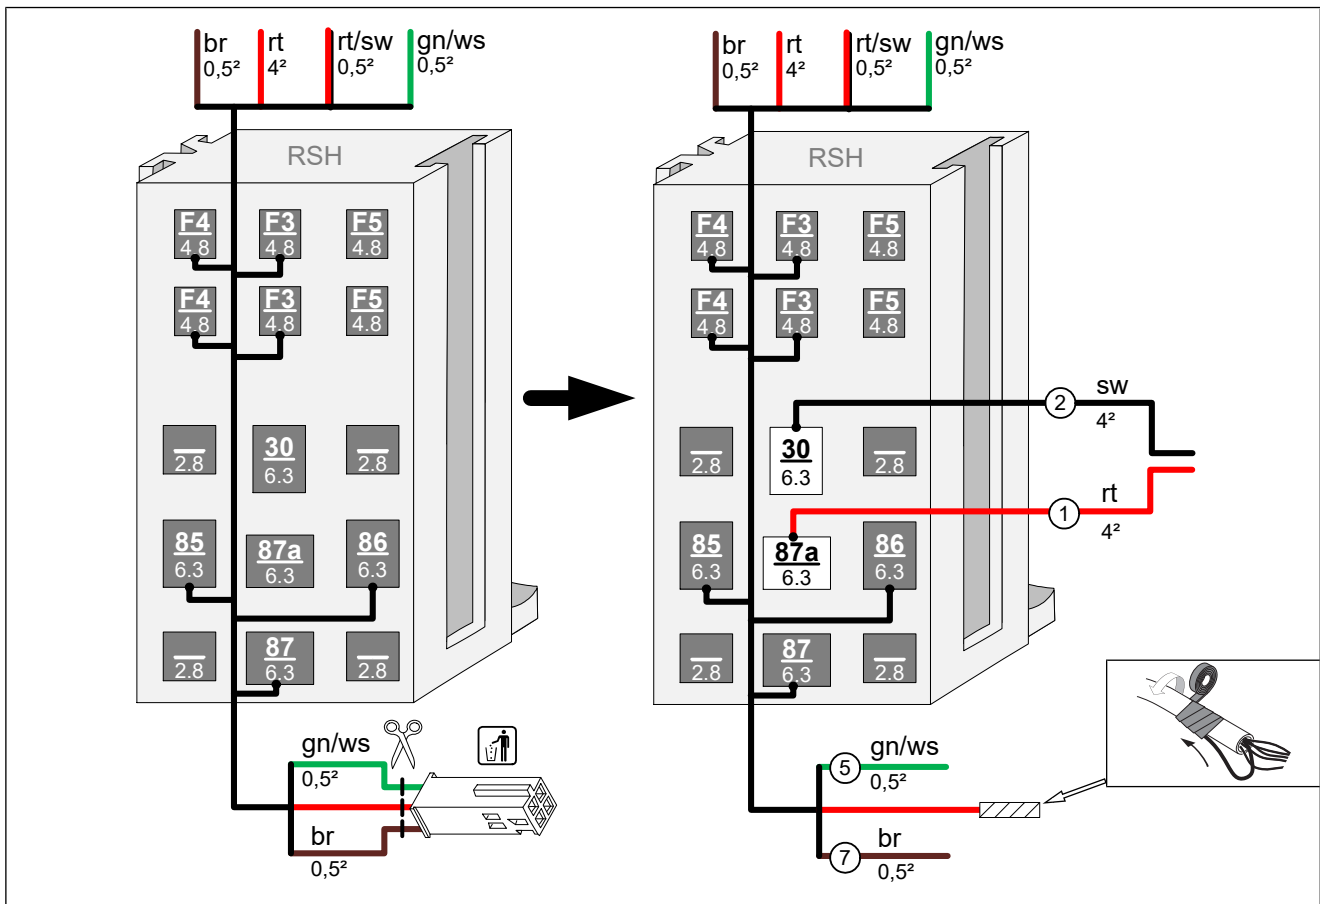 br rt rt/sw gn/ws
0,5² 4² 0,5² 0,5²
RSH
F4 F3 F5
4.8 4.8 4.8
F4 F3 F5
4.8 4.8 4.8
30
2.8 6.3 2.8
85 87a 86
6.3 6.3 6.3
87
2.8 6.3 2.8
gn/ws
0,5²
br
0,5²
br rt rt/sw gn/ws
0,5² 4² 0,5² 0,5²
RSH
F4 F3 F5
4.8 4.8 4.8
F4 F3 F5
4.8 4.8 4.8
2 sw
4²
30
2.8 6.3 2.8
1 rt
4²
85 87a 86
6.3 6.3 6.3
87
2.8 6.3 2.8
5 gn/ws
0,5²
7 br
0,5²